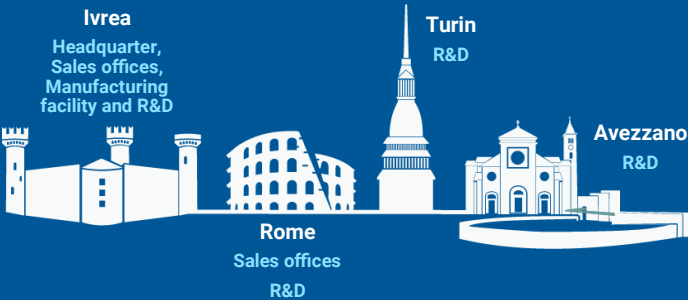 Ivrea
Headquarter,
Sales offices,
Manufacturing
facility and R&D
Rome
Sales offices
R&D
Turin
R&D
Avezzano
R&D